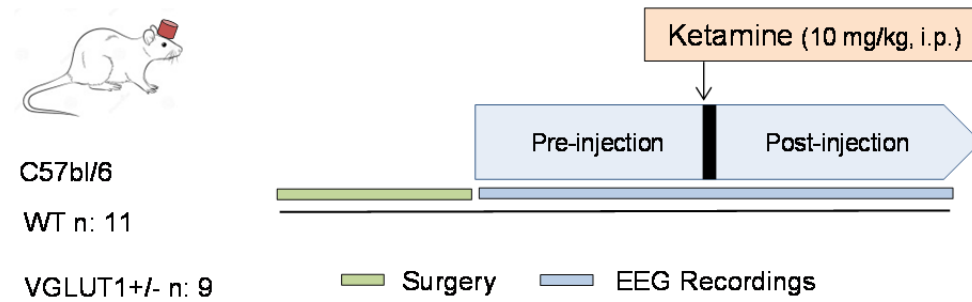 Ketamine (10 mg/kg, i.p.)
Pre-injection
Post-injection
C57bl/6
WT n: 11
VGLUT1+/- n: 9
Surgery
EEG Recordings